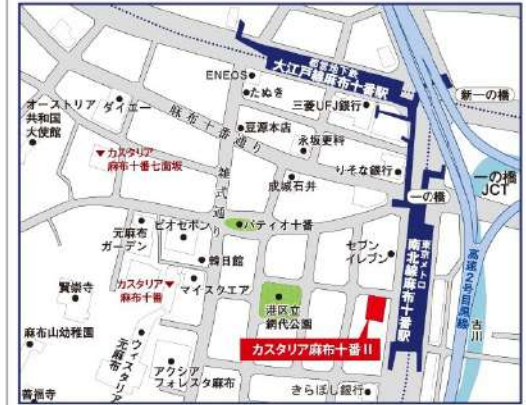 都営地下鉄
大江戸線麻布十番駅
ENEOS
たぬき
三菱UFJ銀行
新一の橋
オーストリア
共和国
大使館
ダイエー
麻布十番通り
豆源本店
永坂更科
カスタリア
麻布十番七面坂
りそな銀行
一の橋
JCT
雑式通り
成城石井
一の橋
パティオ十番
元麻布
ガーデン
ビオセボン
セブン
イレブン
東京メトロ
南北線麻布十番駅
高速2号目黒線
古川
韓日館
賢崇寺
カスタリア
麻布十番
マイスクエア
港区立
網代公園
カスタリア麻布十番II
麻布山幼稚園
ウィスタリア
元麻布
アクシア
フォレスタ麻布
きらぼし銀行
善福寺